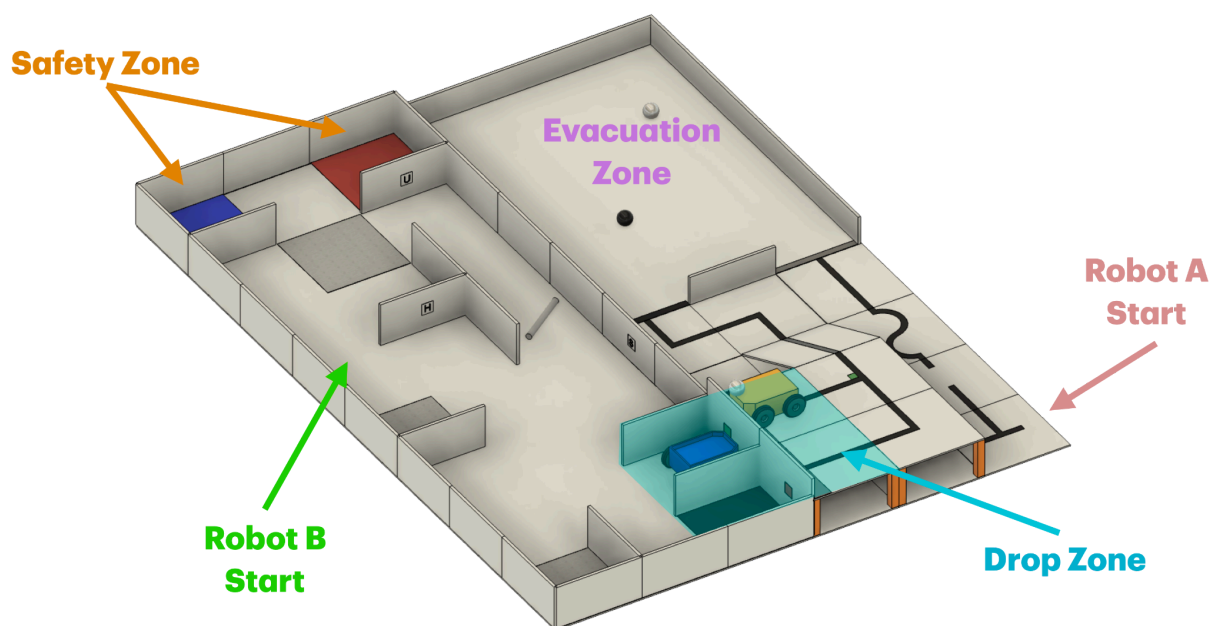 Safety Zone
Evacuation
Zone
U
Robot A
Start
H
Robot B
Start
Drop Zone